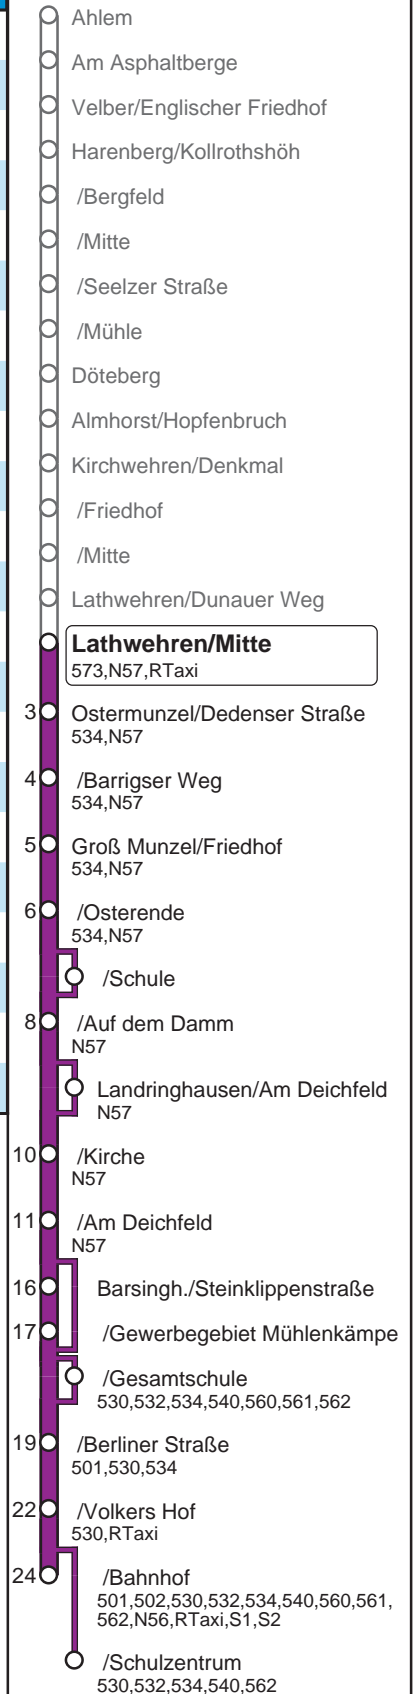 Ahlem
Am Asphaltberge
Velber/Englischer Friedhof
Harenberg/Kollrothshöh
/Bergfeld
/Mitte
/Seelzer Straße
/Mühle
Döteberg
Almhorst/Hopfenbruch
Kirchwehren/Denkmal
/Friedhof
/Mitte
Lathwehren/Dunauer Weg
Lathwehren/Mitte
573,N57,RTaxi
3 Ostermunzel/Dedenser Straße
534,N57
4 /Barrigser Weg
534,N57
5 Groß Munzel/Friedhof
534,N57
6 /Osterende
534,N57
/Schule
8 /Auf dem Damm
N57
Landringhausen/Am Deichfeld
N57
10 /Kirche
N57
11 /Am Deichfeld
N57
16 Barsingh./Steinklippenstraße
17 /Gewerbegebiet Mühlenkämpe
/Gesamtschule
530,532,534,540,560,561,562
19 /Berliner Straße
501,530,534
22 /Volkers Hof
530,RTaxi
24 /Bahnhof
501,502,530,532,534,540,560,561,
562,N56,RTaxi,S1,S2
/Schulzentrum
530,532,534,540,562